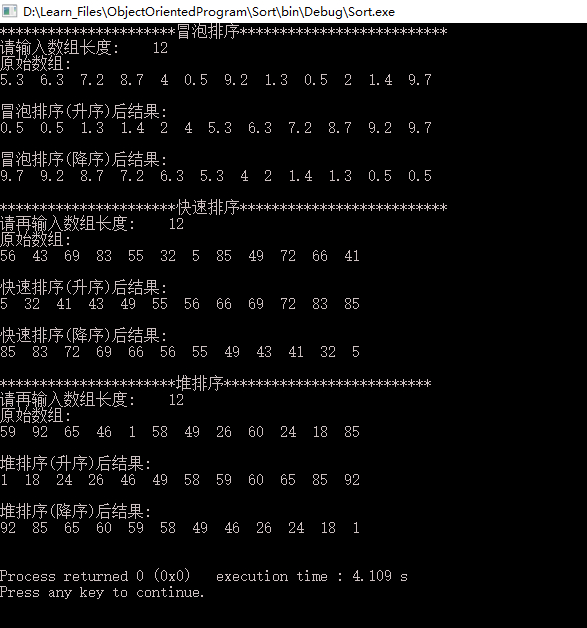 D:\Learn_Files\ObjectOrientedProgram\Sort\bin\Debug\Sort.exe
**********************冒泡排序**************************
请输入数组长度:    12
原始数组:
5.3  6.3  7.2  8.7  4  0.5  9.2  1.3  0.5  2  1.4  9.7
冒泡排序(升序)后结果:
0.5  0.5  1.3  1.4  2  4  5.3  6.3  7.2  8.7  9.2  9.7
冒泡排序(降序)后结果:
9.7  9.2  8.7  7.2  6.3  5.3  4  2  1.4  1.3  0.5  0.5
**********************快速排序**************************
请再输入数组长度:    12
原始数组:
56  43  69  83  55  32  5  85  49  72  66  41
快速排序(升序)后结果:
5  32  41  43  49  55  56  66  69  72  83  85
快速排序(降序)后结果:
85  83  72  69  66  56  55  49  43  41  32  5
**********************堆排序**************************
请再输入数组长度:    12
原始数组:
59  92  65  46  1  58  49  26  60  24  18  85
堆排序(升序)后结果:
1  18  24  26  46  49  58  59  60  65  85  92
堆排序(降序)后结果:
92  85  65  60  59  58  49  46  26  24  18  1
Process returned 0 (0x0)   execution time : 4.109 s
Press any key to continue.